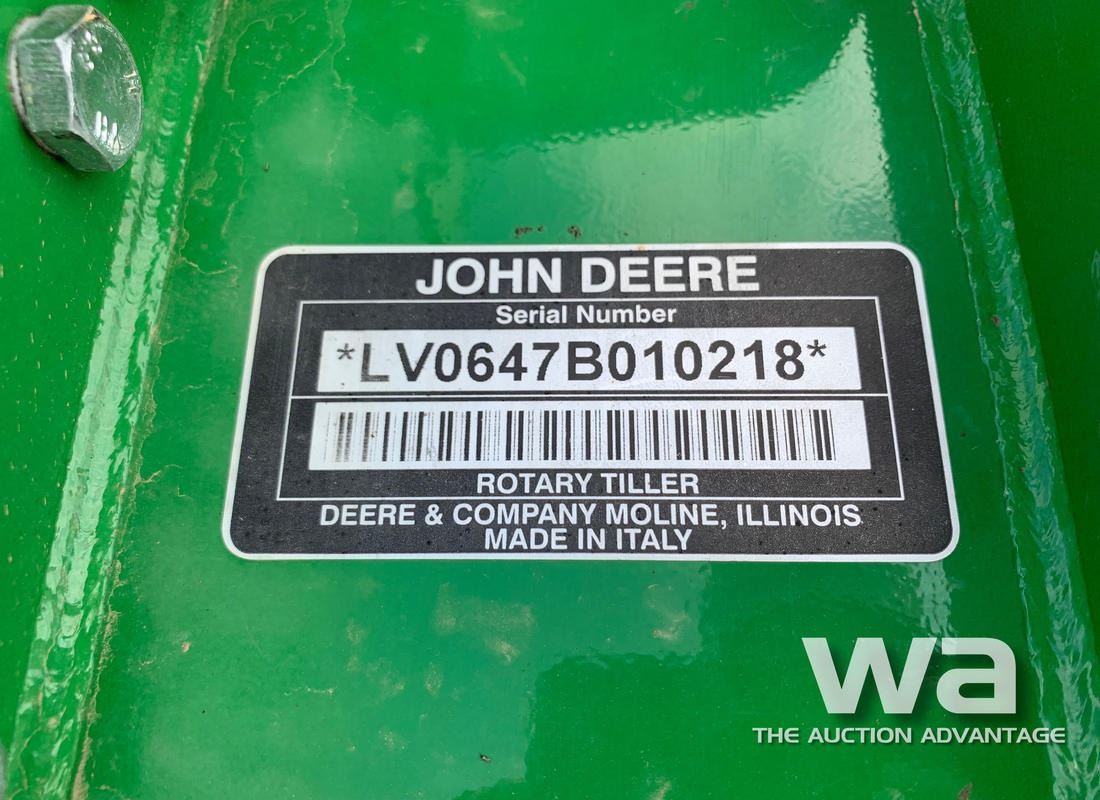 JOHN DEERE
Serial Number
*LV0647B010218*
ROTARY TILLER
DEERE & COMPANY MOLINE, ILLINOIS
MADE IN ITALY
wa
THE AUCTION ADVANTAGE